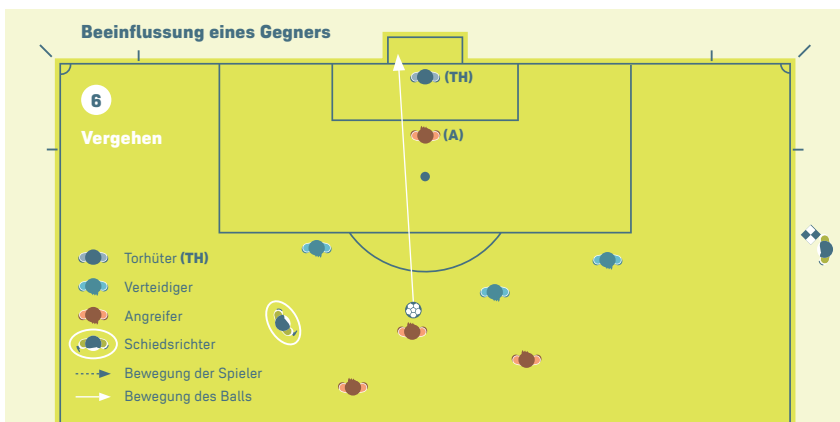 Beeinflussung eines Gegners
(TH)
6
Vergehen
(A)
Torhüter (TH)
Verteidiger
Angreifer
Schiedsrichter
Bewegung der Spieler
Bewegung des Balls